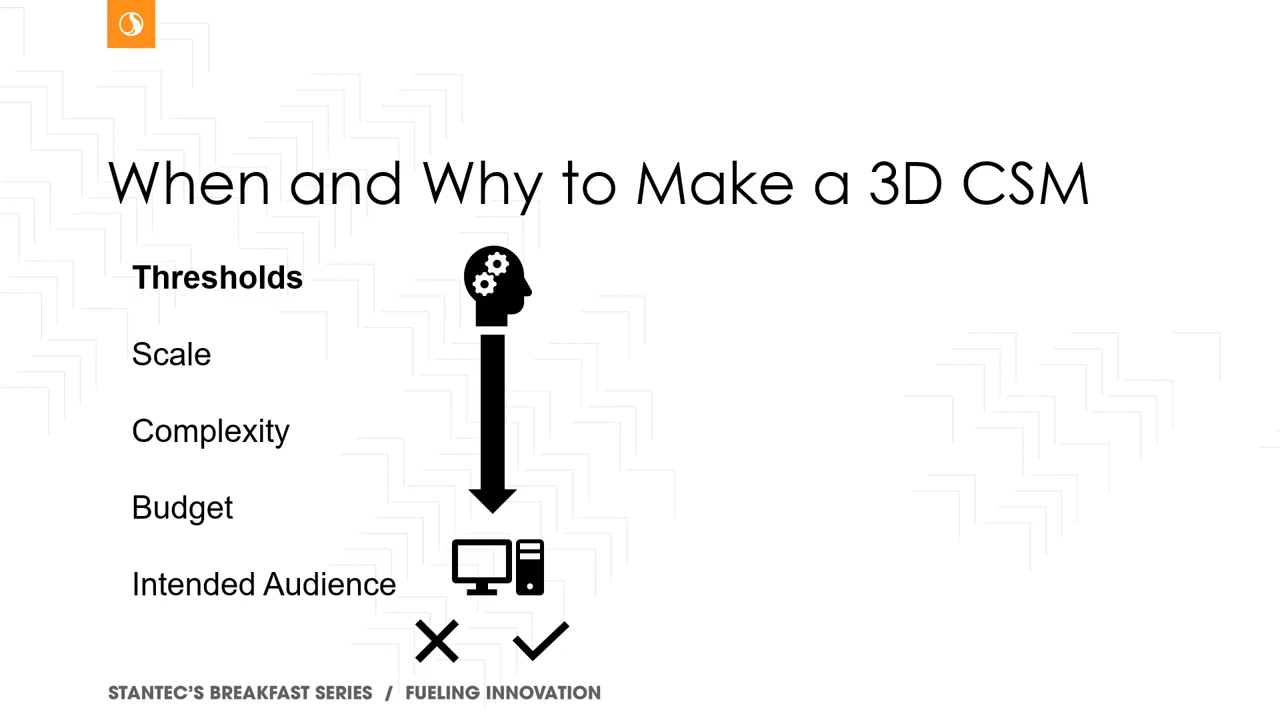 When and Why to Make a 3D CSM
Thresholds
Scale
Complexity
Budget
Intended Audience
STANTEC'S BREAKFAST SERIES / FUELING INNOVATION